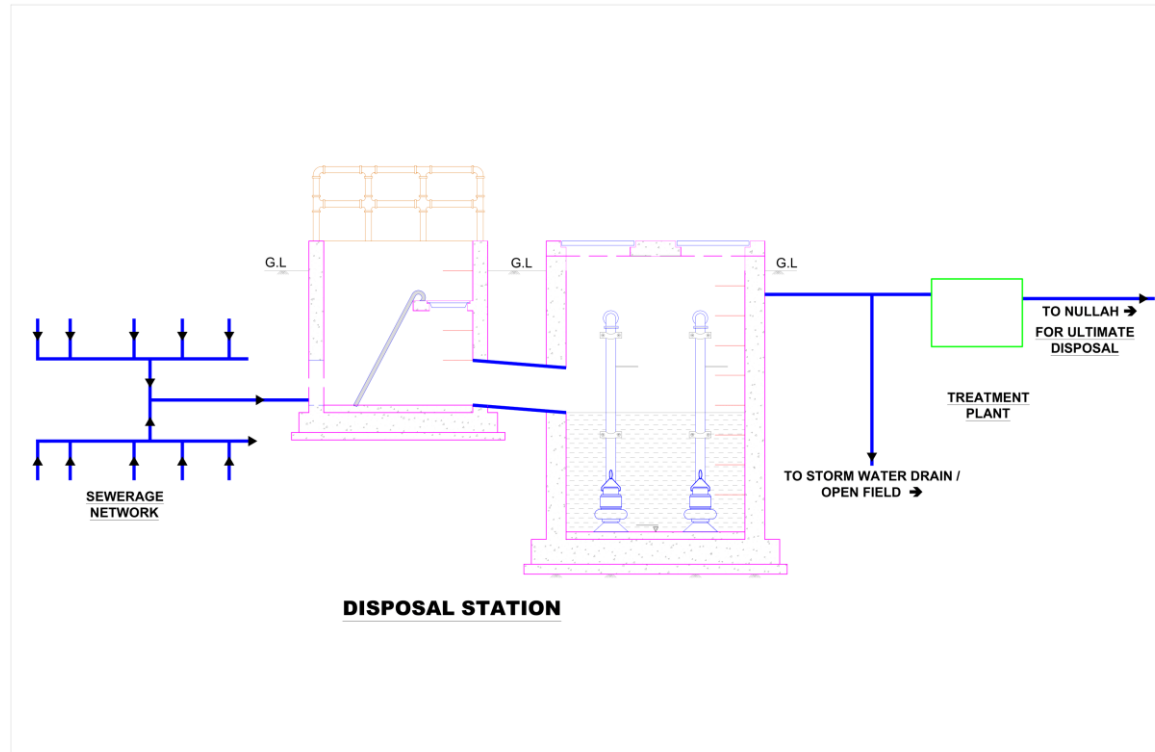 G.L
G.L
G.L
TO NULLAH ➔
FOR ULTIMATE
DISPOSAL
TREATMENT
PLANT
TO STORM WATER DRAIN /
OPEN FIELD ➔
SEWERAGE
NETWORK
DISPOSAL STATION